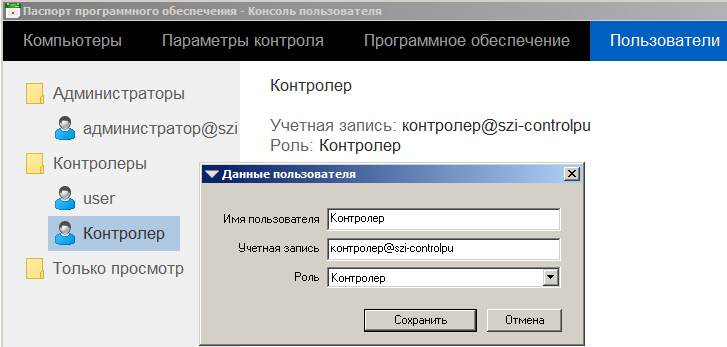 Паспорт программного обеспечения - Консоль пользователя
Компьютеры Параметры контроля Программное обеспечение Пользователи
Администраторы
администратор@szi
Контролеры
user
Контролер
Только просмотр
Контролер
Учетная запись: контролер@szi-controlpu
Роль: Контролер
Данные пользователя
Имя пользователя Контролер
Учетная запись контролер@szi-controlpu
Роль Контролер
Сохранить Отмена